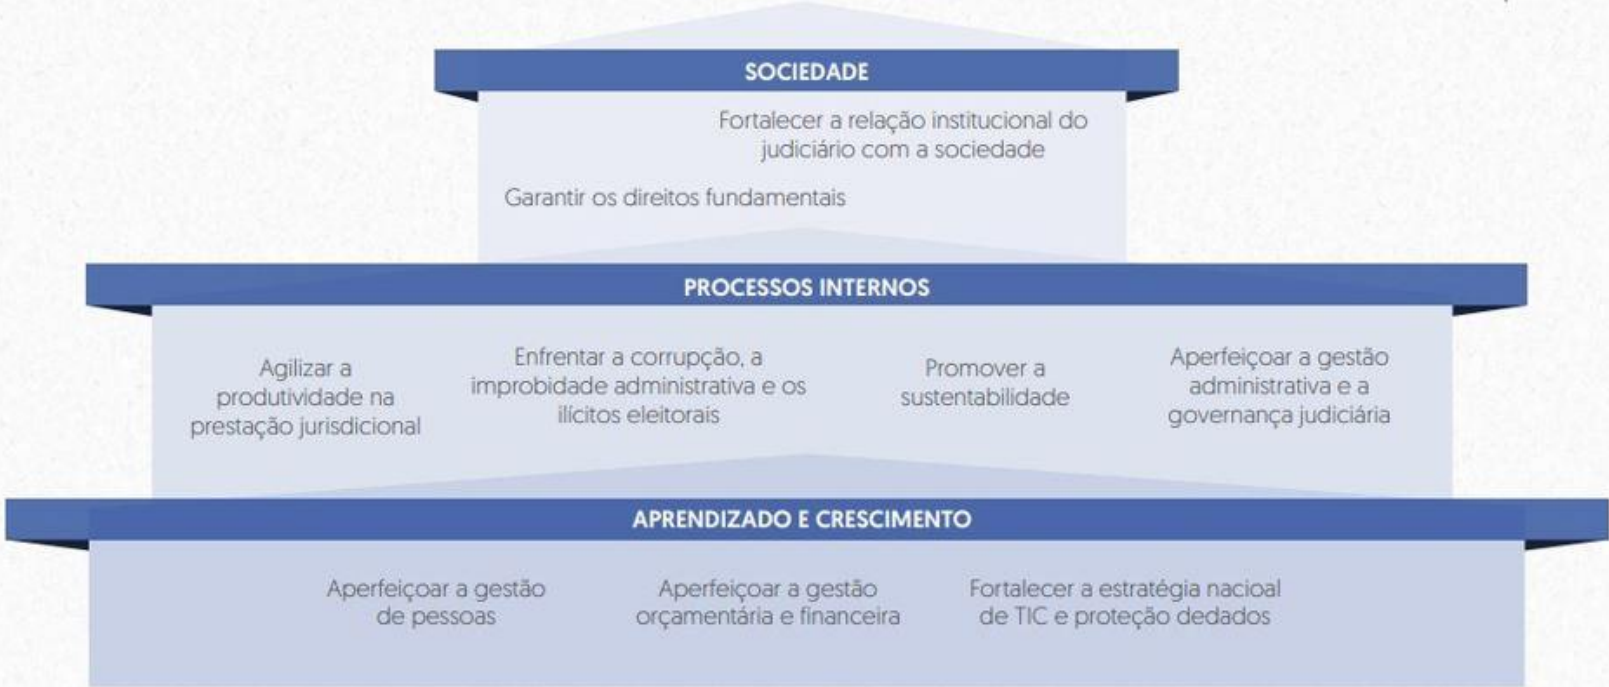 SOCIEDADE
Fortalecer a relação institucional do
judiciário com a sociedade
Garantir os direitos fundamentais
PROCESSOS INTERNOS
Agilizar a
produtividade na
prestação jurisdicional
Enfrentar a corrupção, a
improbidade administrativa e os
ilícitos eleitorais
Promover a
sustentabilidade
Aperfeiçoar a gestão
administrativa e a
governança judiciária
APRENDIZADO E CRESCIMENTO
Aperfeiçoar a gestão
de pessoas
Aperfeiçoar a gestão
orçamentária e financeira
Fortalecer a estratégia nacioal
de TIC e proteção dedados